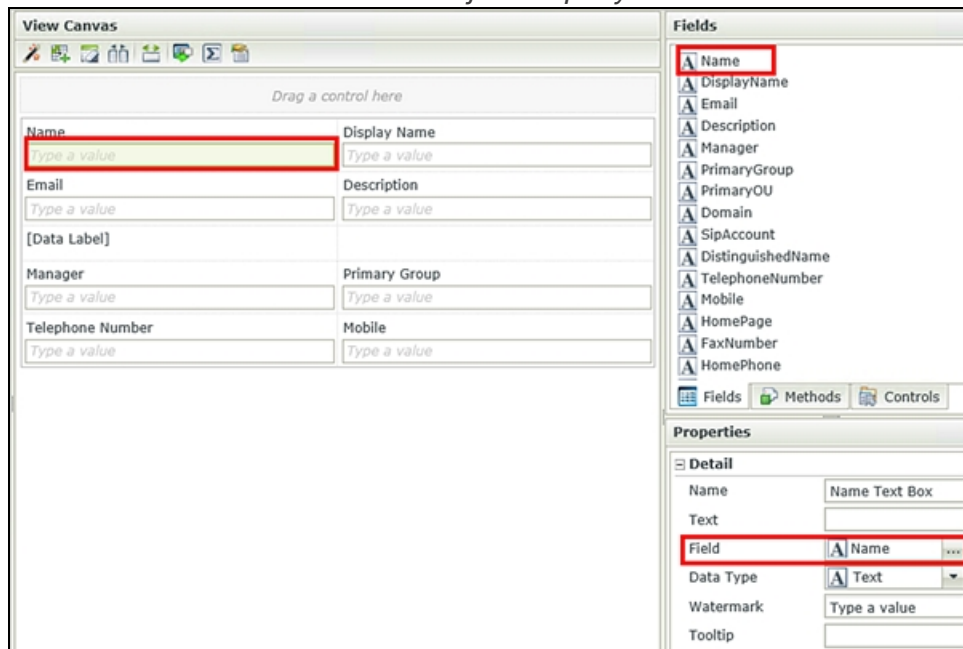 View Canvas
Drag a control here
Name Display Name
Type a value Type a value
Email Description
Type a value Type a value
[Data Label]
Manager Primary Group
Type a value Type a value
Telephone Number Mobile
Type a value Type a value
Fields
A Name
A DisplayName
A Email
A Description
A Manager
A PrimaryGroup
A PrimaryOU
A Domain
A SipAccount
A DistinguishedName
A TelephoneNumber
A Mobile
A HomePage
A FaxNumber
A HomePhone
Fields Methods Controls
Properties
Detail
Name Name Text Box
Text
Field A Name ...
Data Type A Text
Watermark Type a value
Tooltip